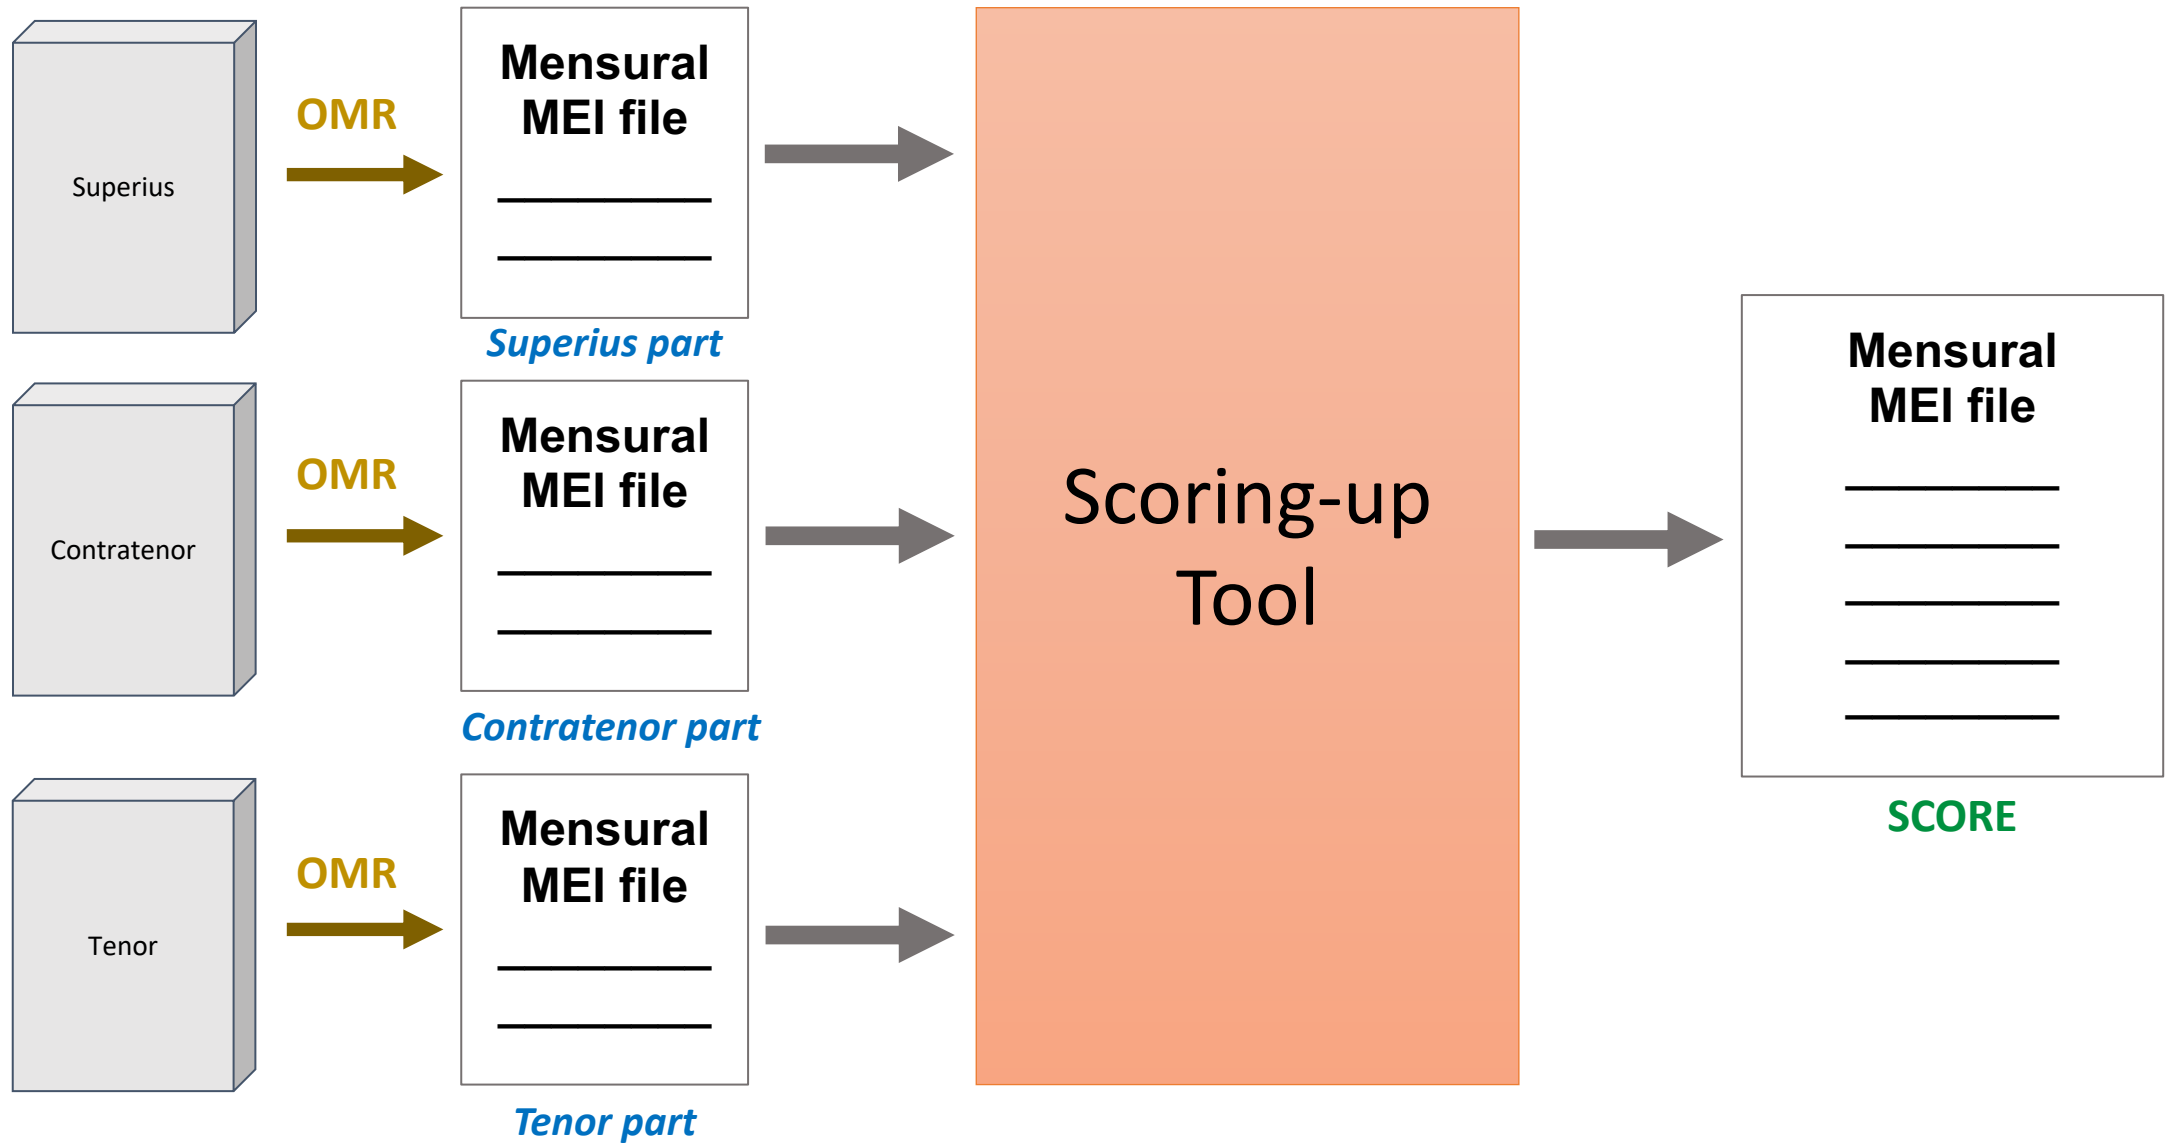 Superius
OMR
Mensural
MEI file
Superius part
Contratenor
OMR
Mensural
MEI file
Contratenor part
Tenor
OMR
Mensural
MEI file
Tenor part
Scoring-up
Tool
Mensural
MEI file
SCORE